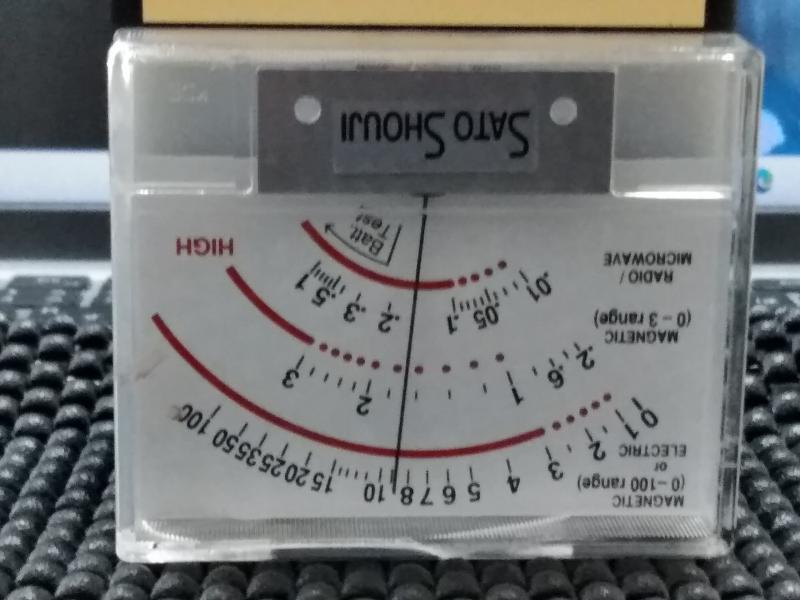 MAGNETIC
(0–100 range)
or
ELECTRIC
0 1 2 3 4 5 6 7 8 10 15 20 25 35 50 100
MAGNETIC
(0–3 range)
.2 .6 1 2 3
RADIO /
MICROWAVE
.01 .05 .1 .2 .3 .5 1
HIGH
Batt.
Test
SATO SHOUJI